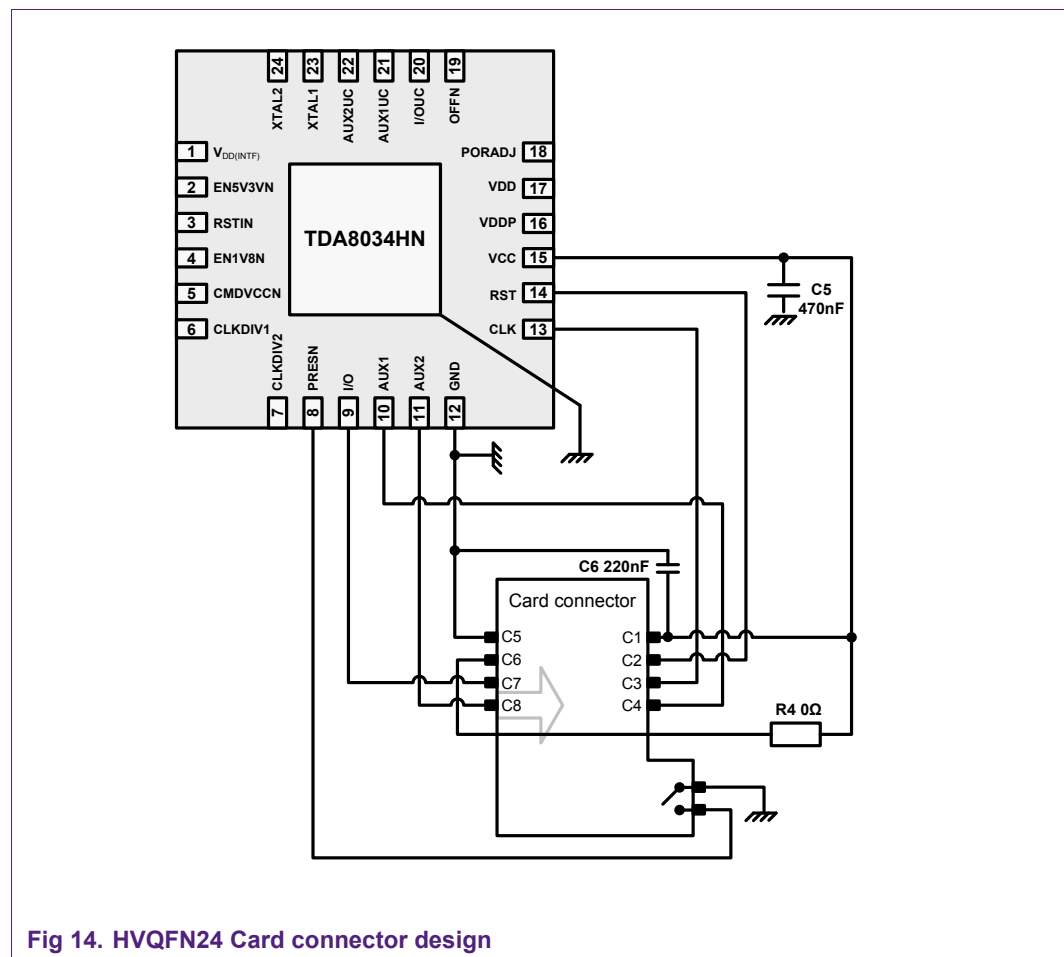 24
23
22
21
20
19
XTAL2
XTAL1
AUX2UC
AUX1UC
I/OUC
OFFN
1 VDD(INTF)
2 EN5V3VN
3 RSTIN
4 EN1V8N
5 CMDVCCN
6 CLKDIV1
PORADJ 18
VDD 17
VDDP 16
VCC 15
RST 14
CLK 13
TDA8034HN
CLKDIV2
PRESN
I/O
AUX1
AUX2
GND
7
8
9
10
11
12
C5
470nF
C6 220nF
Card connector
C5
C6
C7
C8
C1
C2
C3
C4
R4 0Ω
Fig 14. HVQFN24 Card connector design